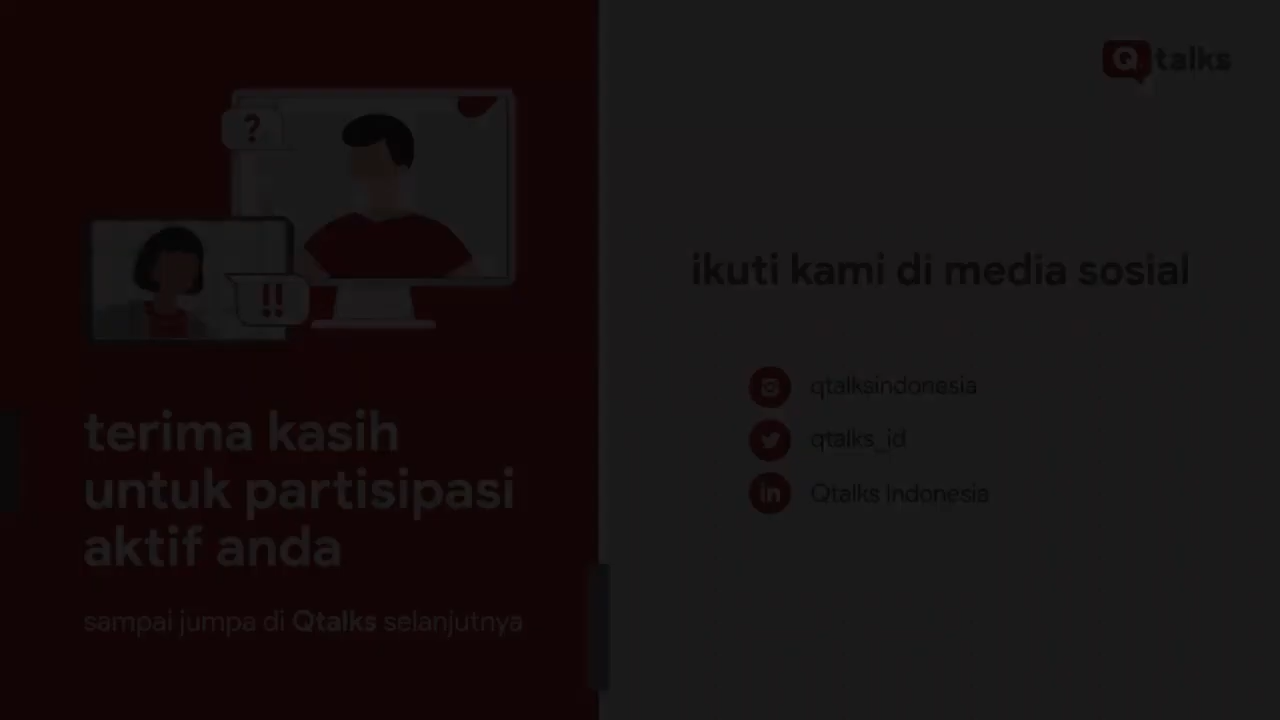 ?
!!
terima kasih
untuk partisipasi
aktif anda
sampai jumpa di Qtalks selanjutnya
Qtalks
ikuti kami di media sosial
qtalksindonesia
qtalks_id
in Qtalks Indonesia